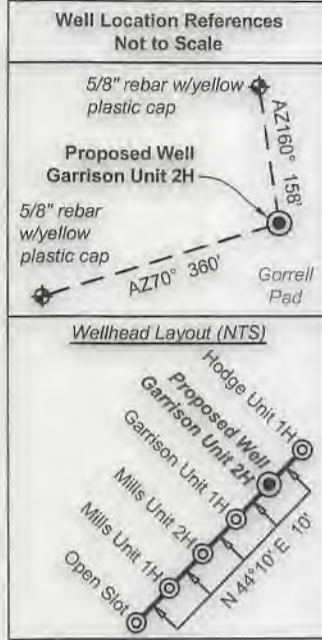 Well Location References
Not to Scale
5/8" rebar w/yellow
plastic cap
AZ160° 158'
Proposed Well
Garrison Unit 2H
5/8" rebar
w/yellow
plastic cap
AZ70° 360'
Gorrell
Pad
Wellhead Layout (NTS)
Hodge Unit 1H
Proposed Well
Garrison Unit 2H
Garrison Unit 1H
Mills Unit 2H
Mills Unit 1H
Open Slot
N 44°10' E 10'